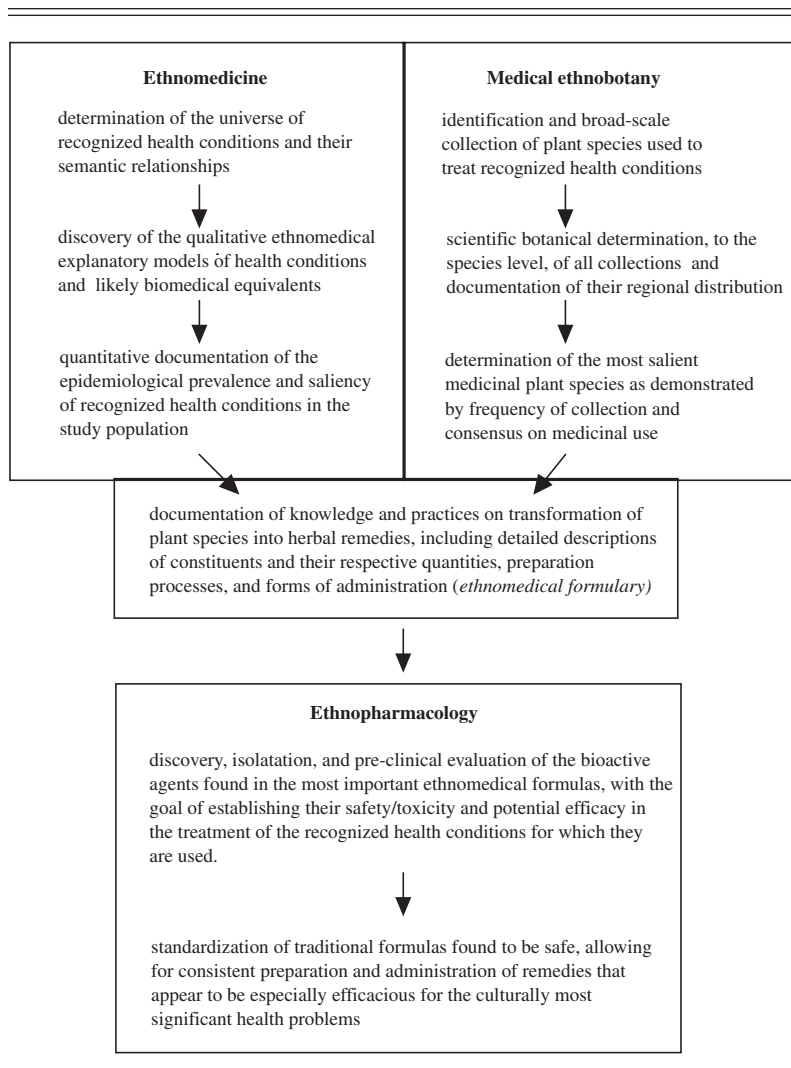 Ethnomedicine
determination of the universe of
recognized health conditions and their
semantic relationships
discovery of the qualitative ethnomedical
explanatory models of health conditions
and likely biomedical equivalents
quantitative documentation of the
epidemiological prevalence and saliency
of recognized health conditions in the
study population
Medical ethnobotany
identification and broad-scale
collection of plant species used to
treat recognized health conditions
scientific botanical determination, to the
species level, of all collections and
documentation of their regional distribution
determination of the most salient
medicinal plant species as demonstrated
by frequency of collection and
consensus on medicinal use
documentation of knowledge and practices on transformation of
plant species into herbal remedies, including detailed descriptions
of constituents and their respective quantities, preparation
processes, and forms of administration (ethnomedical formulary)
Ethnopharmacology
discovery, isolatation, and pre-clinical evaluation of the bioactive
agents found in the most important ethnomedical formulas, with the
goal of establishing their safety/toxicity and potential efficacy in
the treatment of the recognized health conditions for which they
are used.
standardization of traditional formulas found to be safe, allowing
for consistent preparation and administration of remedies that
appear to be especially efficacious for the culturally most
significant health problems